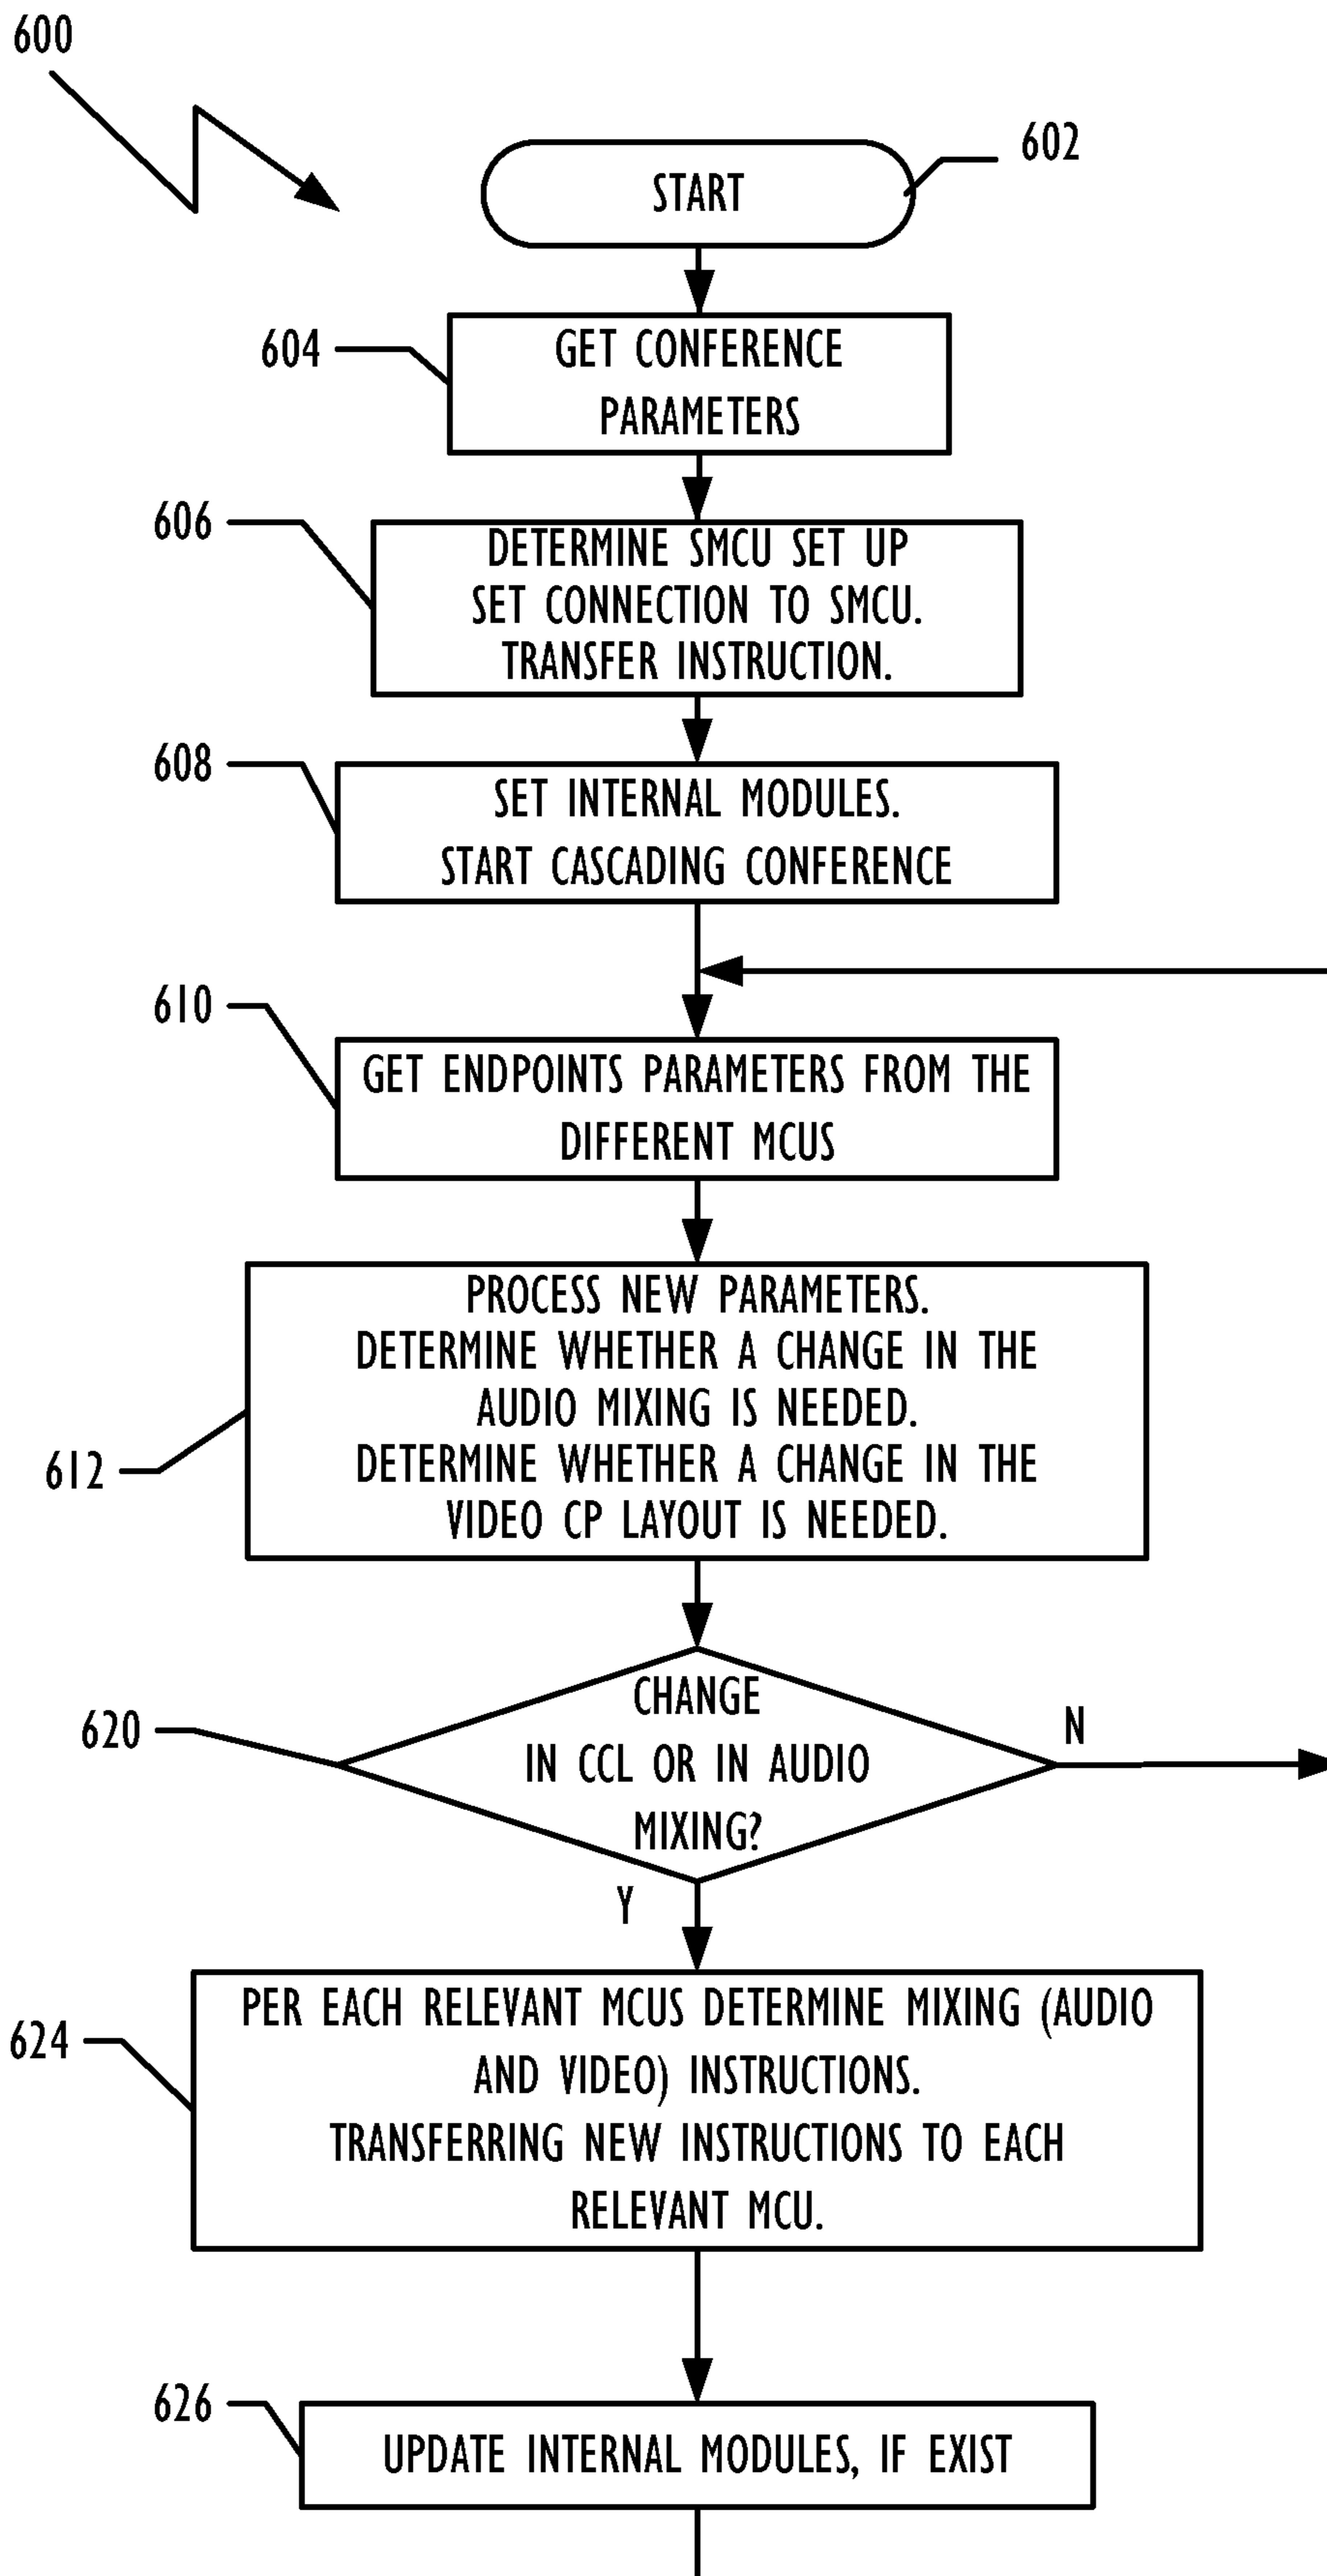 600
602
START
604
GET CONFERENCE
PARAMETERS
606
DETERMINE SMCU SET UP
SET CONNECTION TO SMCU.
TRANSFER INSTRUCTION.
608
SET INTERNAL MODULES.
START CASCADING CONFERENCE
610
GET ENDPOINTS PARAMETERS FROM THE
DIFFERENT MCUS
612
PROCESS NEW PARAMETERS.
DETERMINE WHETHER A CHANGE IN THE
AUDIO MIXING IS NEEDED.
DETERMINE WHETHER A CHANGE IN THE
VIDEO CP LAYOUT IS NEEDED.
620
CHANGE
IN CCL OR IN AUDIO
MIXING?
N
Y
624
PER EACH RELEVANT MCUS DETERMINE MIXING (AUDIO
AND VIDEO) INSTRUCTIONS.
TRANSFERRING NEW INSTRUCTIONS TO EACH
RELEVANT MCU.
626
UPDATE INTERNAL MODULES, IF EXIST